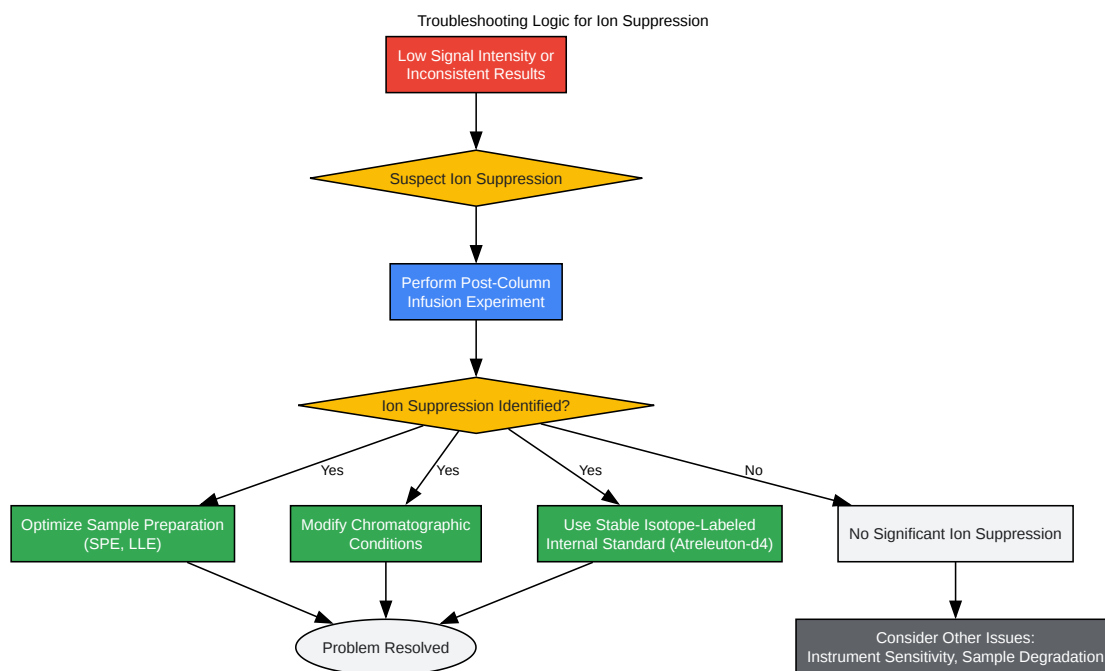 Troubleshooting Logic for Ion Suppression
Low Signal Intensity or
Inconsistent Results
Suspect Ion Suppression
Perform Post-Column
Infusion Experiment
Ion Suppression Identified?
Yes
Yes
Yes
No
Optimize Sample Preparation
(SPE, LLE)
Modify Chromatographic
Conditions
Use Stable Isotope-Labeled
Internal Standard (Atreleuton-d4)
No Significant Ion Suppression
Problem Resolved
Consider Other Issues:
Instrument Sensitivity, Sample Degradation